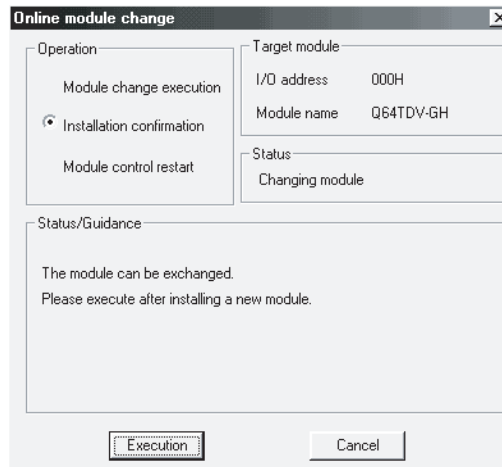 Online module change
Operation
Module change execution
Installation confirmation
Module control restart
Target module
I/O address 000H
Module name Q64TDV-GH
Status
Changing module
Status/Guidance
The module can be exchanged.
Please execute after installing a new module.
Execution
Cancel